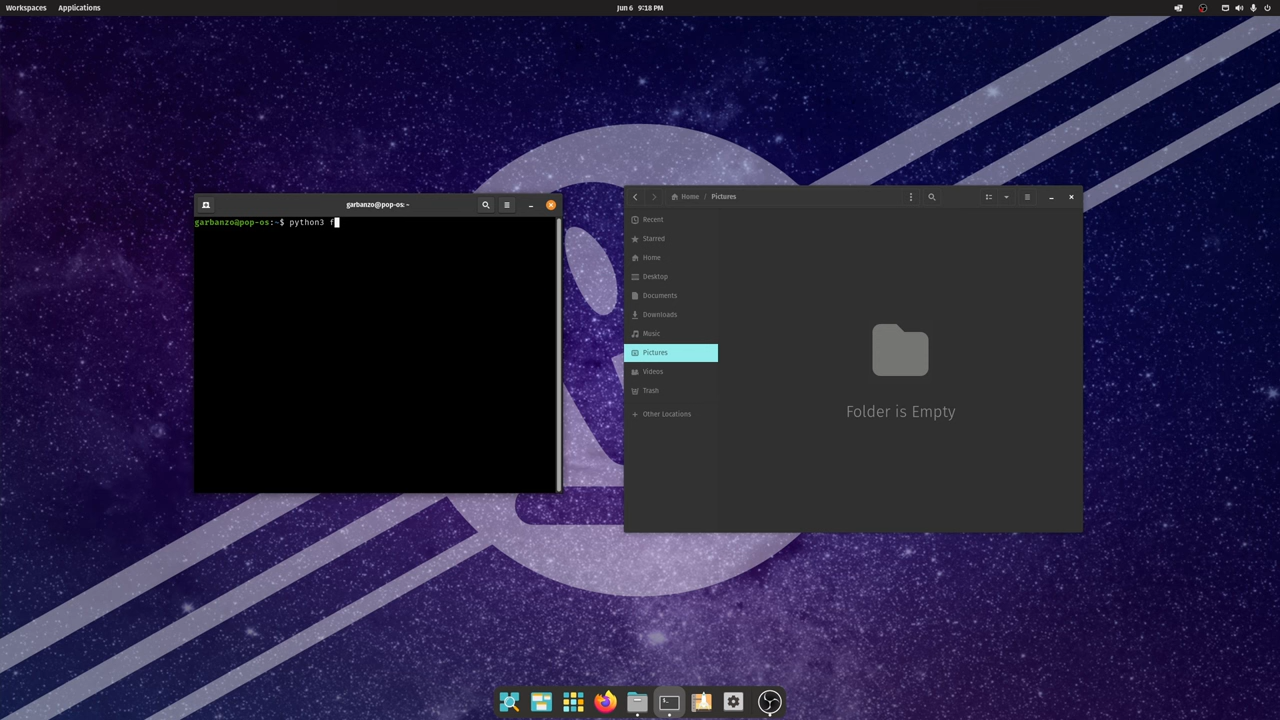 Workspaces Applications Jun 6 9:18 PM
garbanzo@pop-os: ~
garbanzo@pop-os:~$ python3 f
Home / Pictures
Recent
Starred
Home
Desktop
Documents
Downloads
Music
Pictures
Videos
Trash
Other Locations
Folder is Empty